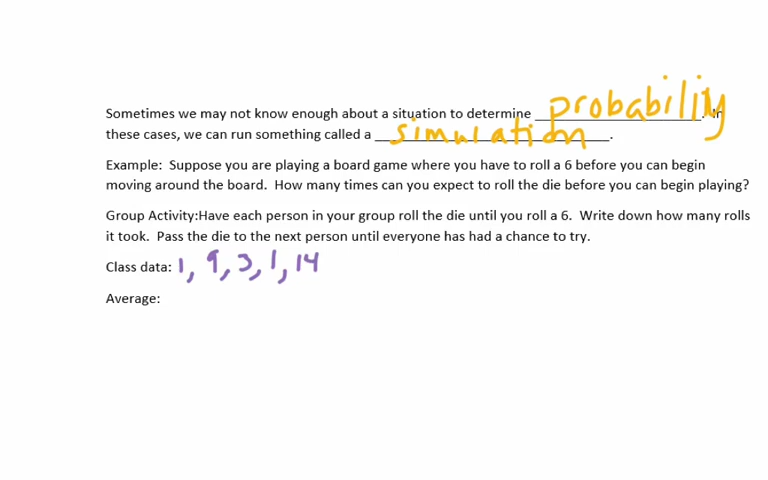 Sometimes we may not know enough about a situation to determine probability. In
these cases, we can run something called a simulation.
Example:  Suppose you are playing a board game where you have to roll a 6 before you can begin
moving around the board.  How many times can you expect to roll the die before you can begin playing?
Group Activity:Have each person in your group roll the die until you roll a 6.  Write down how many rolls
it took.  Pass the die to the next person until everyone has had a chance to try.
Class data: 1, 9, 3, 1, 14
Average: